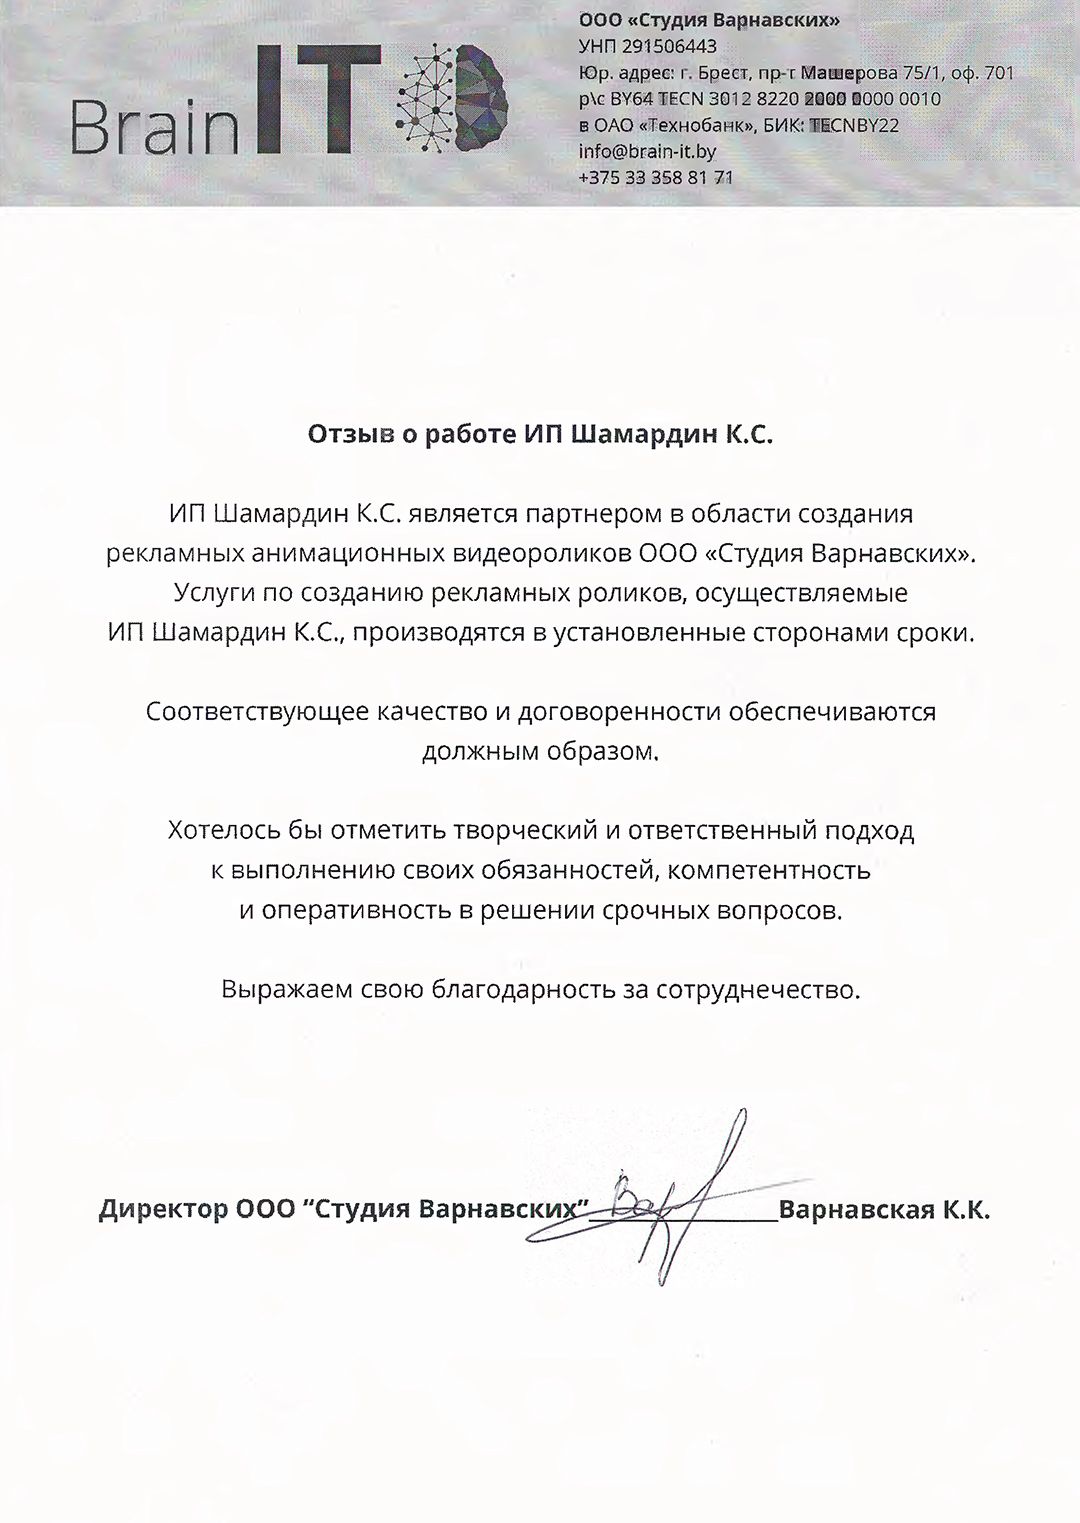 Brain IT
ООО «Студия Варнавских»
УНП 291506443
Юр. адрес: г. Брест, пр-т Машерова 75/1, оф. 701
р\с BY64 TECN 3012 8220 2000 0000 0010
в ОАО «Технобанк», БИК: TECNBY22
info@brain-it.by
+375 33 358 81 71
Отзыв о работе ИП Шамардин К.С.
ИП Шамардин К.С. является партнером в области создания
рекламных анимационных видеороликов ООО «Студия Варнавских».
Услуги по созданию рекламных роликов, осуществляемые
ИП Шамардин К.С., производятся в установленные сторонами сроки.
Соответствующее качество и договоренности обеспечиваются
должным образом.
Хотелось бы отметить творческий и ответственный подход
к выполнению своих обязанностей, компетентность
и оперативность в решении срочных вопросов.
Выражаем свою благодарность за сотруднечество.
Директор ООО “Студия Варнавских”______________Варнавская К.К.